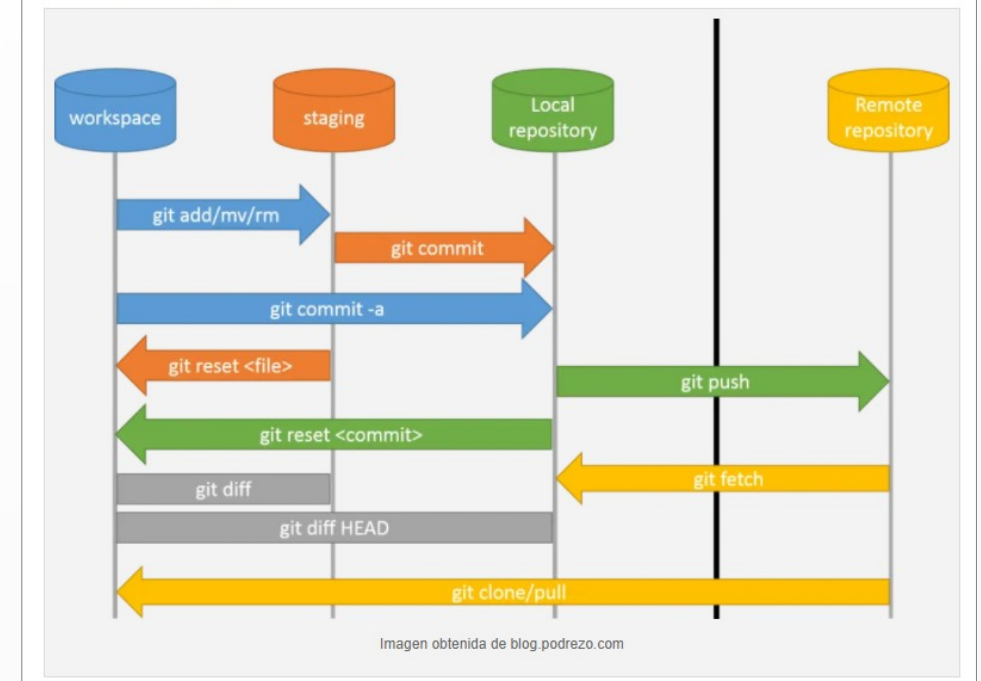 workspace
staging
Local
repository
Remote
repository
git add/mv/rm
git commit
git commit -a
git reset <file>
git push
git reset <commit>
git fetch
git diff
git diff HEAD
git clone/pull
Imagen obtenida de blog.podrezo.com